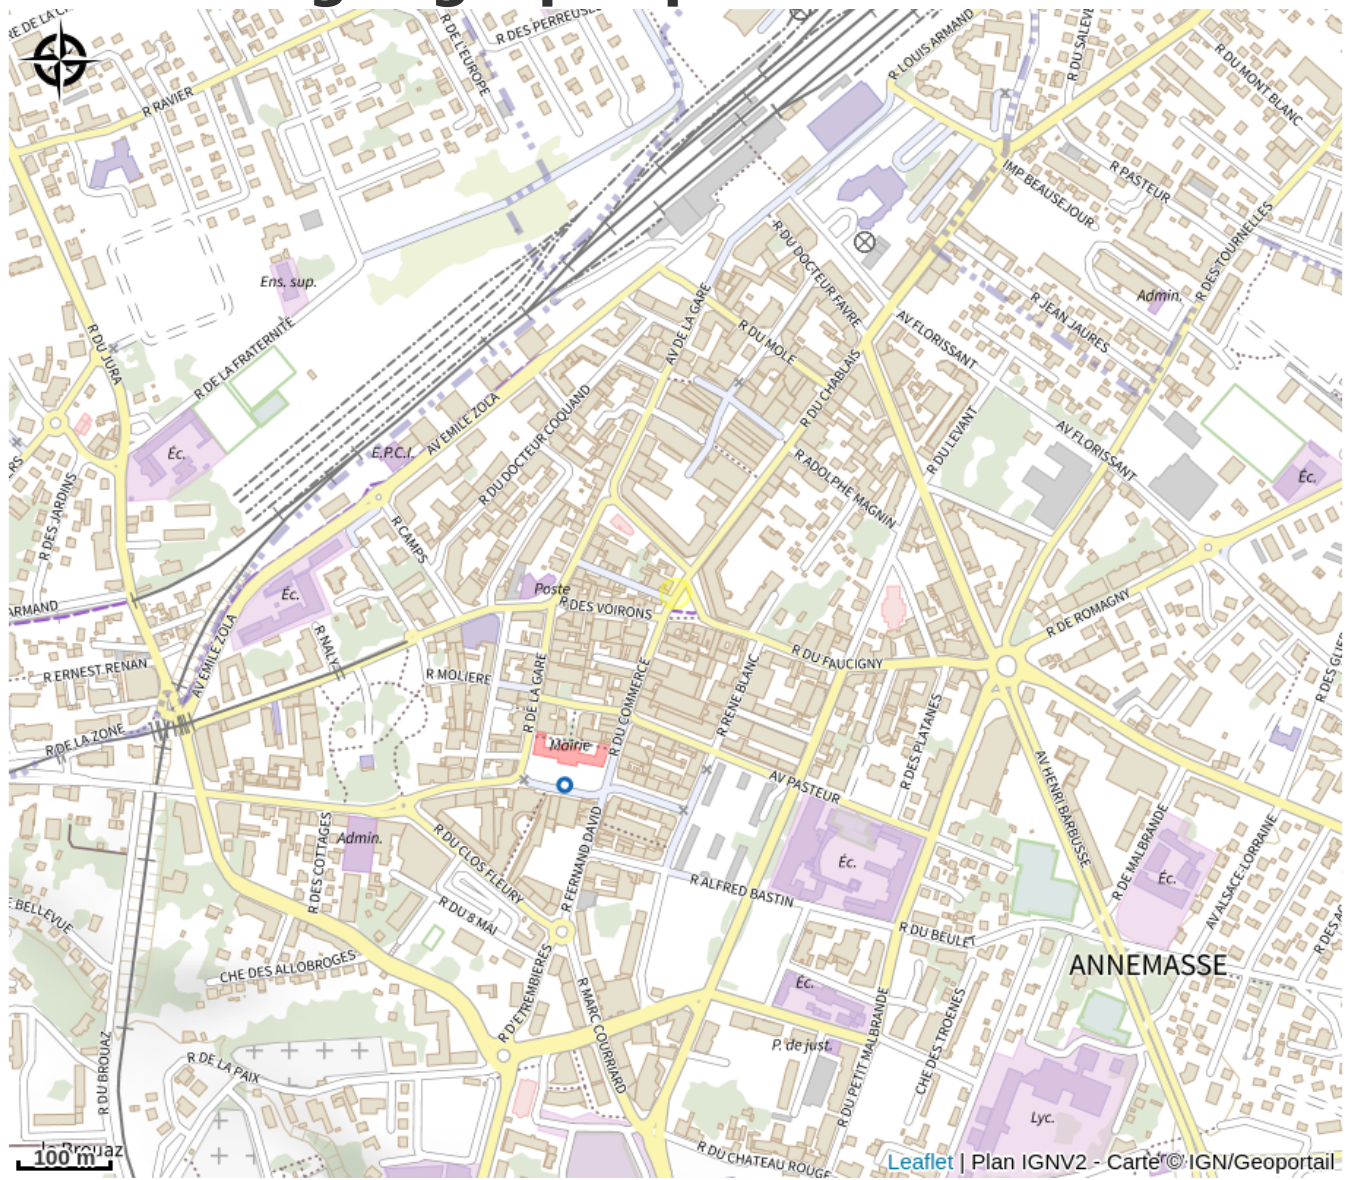 R DE L'EUROPE
R DES PERREUSES
R LOUIS ARMAND
R DU SALEVE
R DU MONT BLANC
R RAVIER
IMP BEAUSEJOUR
R PASTEUR
R DES TOURNELLES
R DU DOCTEUR FAVRE
Ens. sup.
Admin.
R JEAN JAURES
AV DE LA GARE
R DU MOLE
AV FLORISSANT
R DU JURA
R DE LA FRATERNITE
R DU CHABLAIS
AV EMILE ZOLA
R DU DOCTEUR COQUAND
R DU LEVANT
AV FLORISSANT
Éc.
E.P.C.I.
R ADOLPHE MAGNIN
Éc.
R DES JARDINS
R CAMPS
Éc.
Poste
R DES VOIRONS
ARMAND
R DE ROMAGNY
AV EMILE ZOLA
R NALY
R DU FAUCIGNY
R ERNEST RENAN
R MOLIERE
R DE LA GARE
R DU COMMERCE
R RENE BLANC
R DES PLATANES
R DE LA ZONE
Mairie
AV PASTEUR
AV HENRI BARBUSSE
Admin.
R DES COTTAGES
R DU CLOS FLEURY
R FERNAND DAVID
Éc.
R DE MALBRANDE
Éc.
AV ALSACE-LORRAINE
R ALFRED BASTIN
BELLEVUE
R DU 8 MAI
R DU BEULET
CHE DES ALLOBROGES
R D'ETREMBIERES
ANNEMASSE
R MARC COURRIARD
Éc.
R DU PETIT MALBRANDE
CHE DES TROENES
P. de just.
R DE LA PAIX
R DU BROUAZ
Lyc.
le Brouaz
100 m
R DU CHATEAU ROUGE
Leaflet | Plan IGNV2 - Carte © IGN/Geoportail